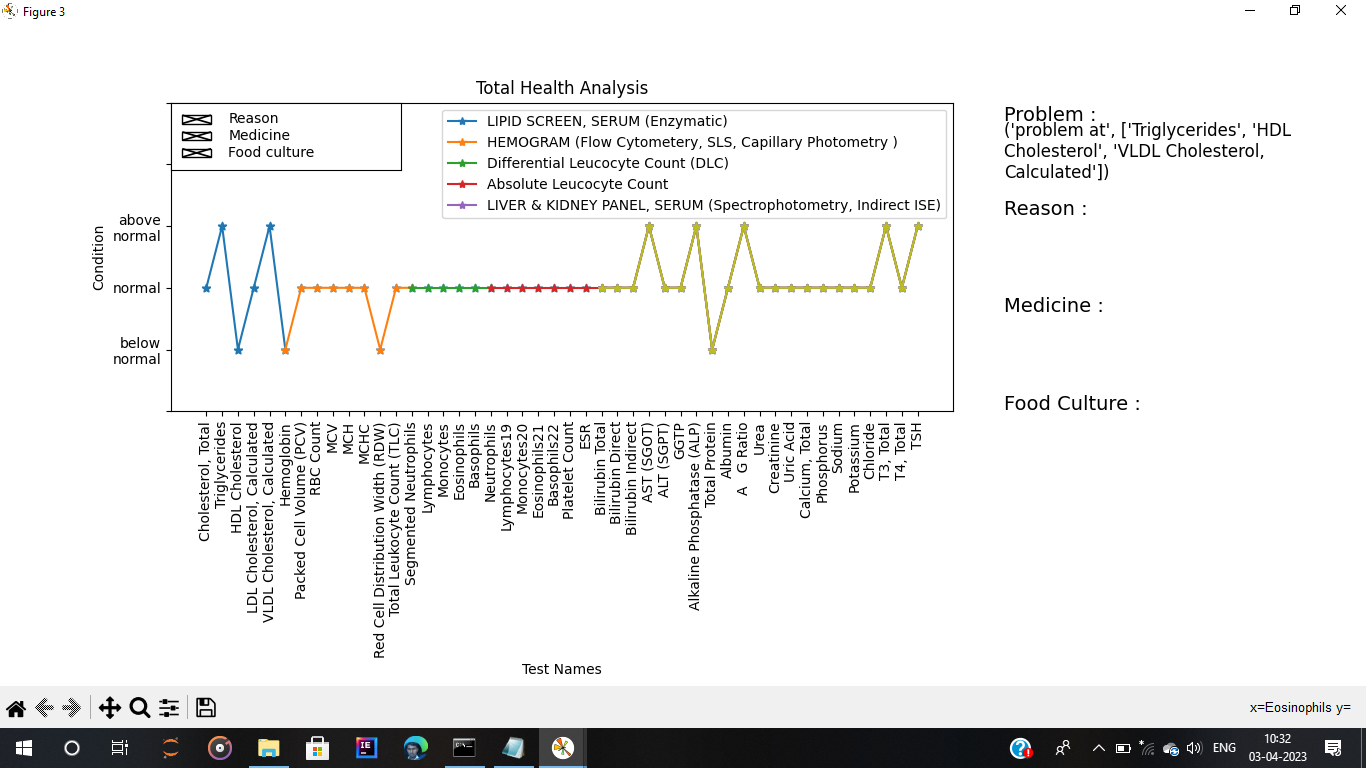 Figure 3
Total Health Analysis
Reason
Medicine
Food culture
LIPID SCREEN, SERUM (Enzymatic)
HEMOGRAM (Flow Cytometery, SLS, Capillary Photometry )
Differential Leucocyte Count (DLC)
Absolute Leucocyte Count
LIVER & KIDNEY PANEL, SERUM (Spectrophotometry, Indirect ISE)
Condition
above
normal
normal
below
normal
Cholesterol, Total
Triglycerides
HDL Cholesterol
LDL Cholesterol, Calculated
VLDL Cholesterol, Calculated
Hemoglobin
Packed Cell Volume (PCV)
RBC Count
MCV
MCH
MCHC
Red Cell Distribution Width (RDW)
Total Leukocyte Count (TLC)
Segmented Neutrophils
Lymphocytes
Monocytes
Eosinophils
Basophils
Neutrophils
Lymphocytes19
Monocytes20
Eosinophils21
Basophils22
Platelet Count
ESR
Bilirubin Total
Bilirubin Direct
Bilirubin Indirect
AST (SGOT)
ALT (SGPT)
GGTP
Alkaline Phosphatase (ALP)
Total Protein
Albumin
A G Ratio
Urea
Creatinine
Uric Acid
Calcium, Total
Phosphorus
Sodium
Potassium
Chloride
T3, Total
T4, Total
TSH
Test Names
Problem :
('problem at', ['Triglycerides', 'HDL
Cholesterol', 'VLDL Cholesterol,
Calculated'])
Reason :
Medicine :
Food Culture :
x=Eosinophils y=
ENG
10:32
03-04-2023